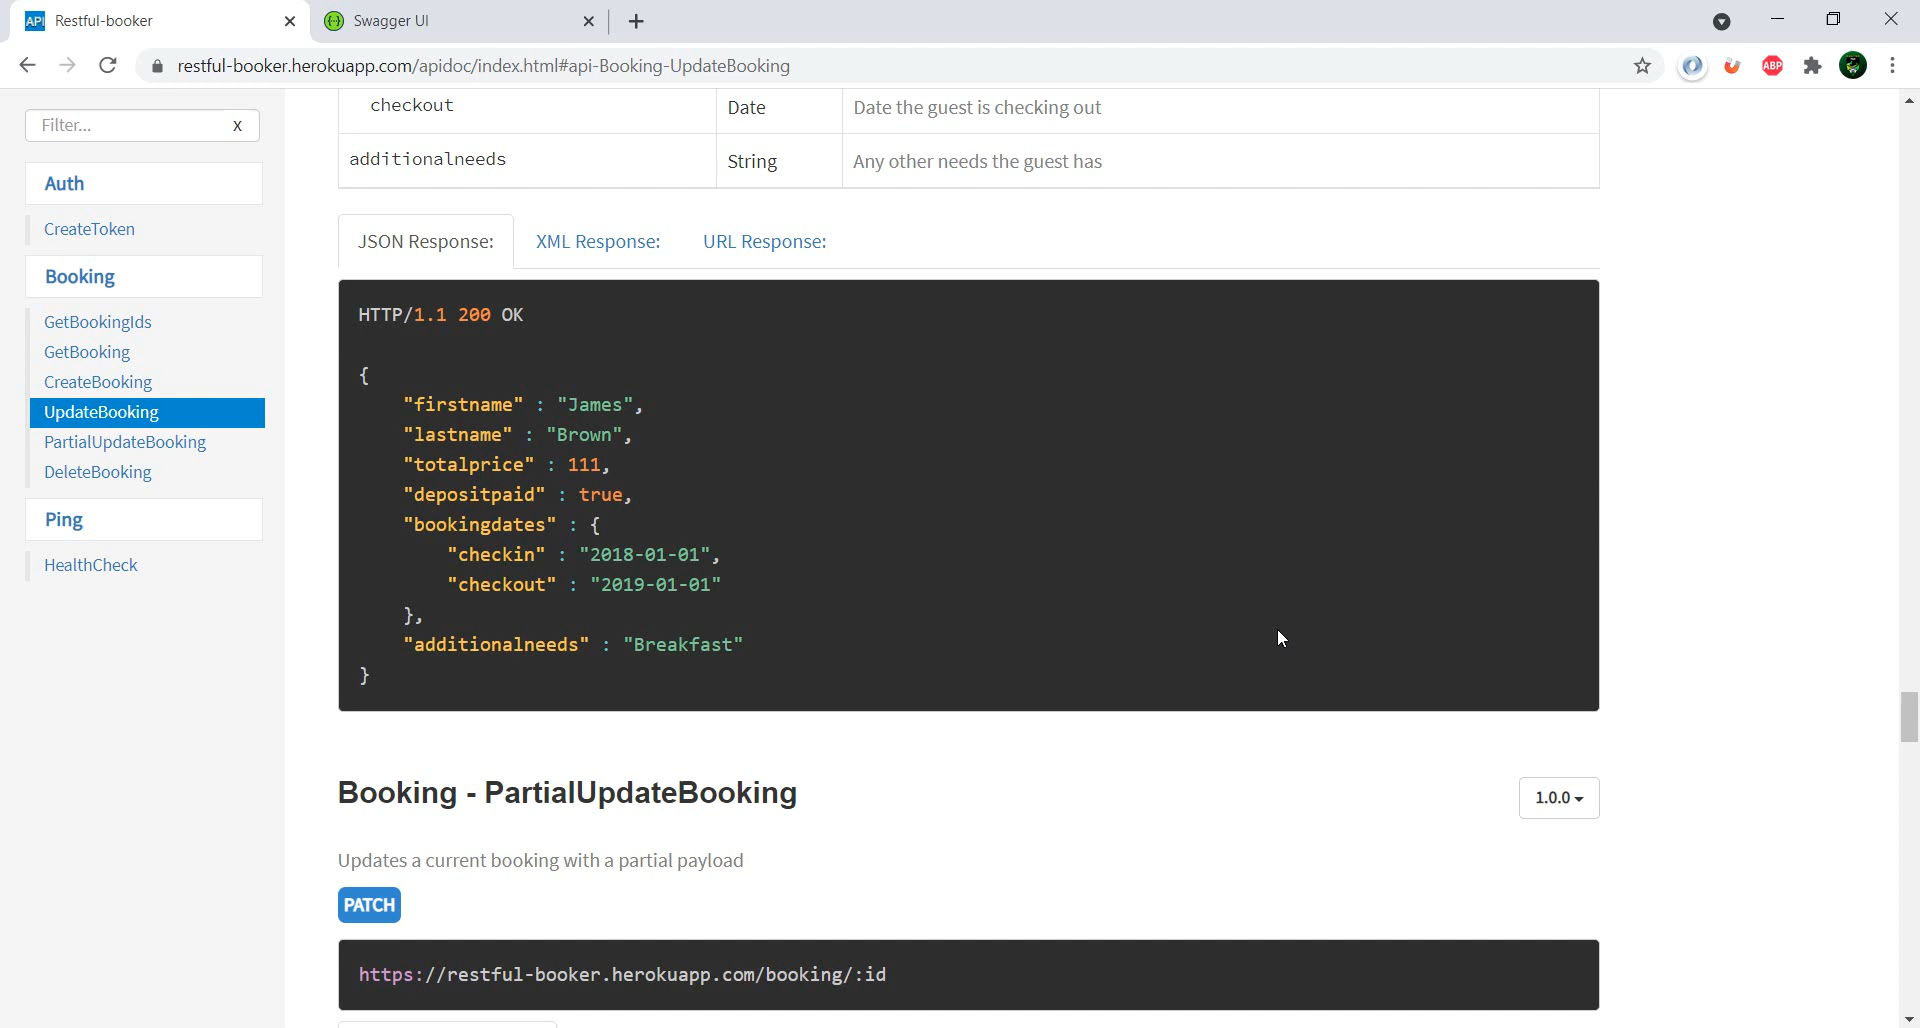 API Restful-booker
Swagger UI
restful-booker.herokuapp.com/apidoc/index.html#api-Booking-UpdateBooking
ABP
Filter... X
Auth
CreateToken
Booking
GetBookingIds
GetBooking
CreateBooking
UpdateBooking
PartialUpdateBooking
DeleteBooking
Ping
HealthCheck
checkout Date Date the guest is checking out
additionalneeds String Any other needs the guest has
JSON Response: XML Response: URL Response:
HTTP/1.1 200 OK
{
"firstname" : "James",
"lastname" : "Brown",
"totalprice" : 111,
"depositpaid" : true,
"bookingdates" : {
"checkin" : "2018-01-01",
"checkout" : "2019-01-01"
},
"additionalneeds" : "Breakfast"
}
Booking - PartialUpdateBooking
1.0.0
Updates a current booking with a partial payload
PATCH
https://restful-booker.herokuapp.com/booking/:id